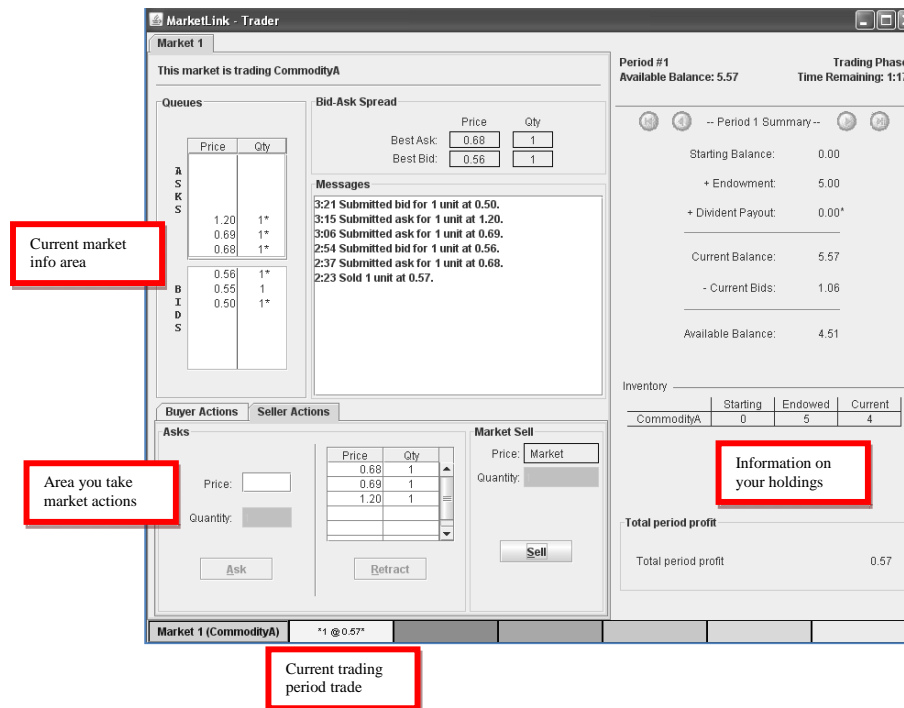 MarketLink - Trader
Market 1
This market is trading CommodityA
Queues
Price Qty
A
S
K
S
1.20 1*
0.69 1*
0.68 1*
B
I
D
S
0.56 1*
0.55 1
0.50 1*
Bid-Ask Spread
Price Qty
Best Ask: 0.68 1
Best Bid: 0.56 1
Messages
3:21 Submitted bid for 1 unit at 0.50.
3:15 Submitted ask for 1 unit at 1.20.
3:06 Submitted ask for 1 unit at 0.69.
2:54 Submitted bid for 1 unit at 0.56.
2:37 Submitted ask for 1 unit at 0.68.
2:23 Sold 1 unit at 0.57.
Current market
info area
Buyer Actions Seller Actions
Asks
Price:
Quantity:
Ask
Price Qty
0.68 1
0.69 1
1.20 1
Retract
Market Sell
Price: Market
Quantity:
Sell
Area you take
market actions
Market 1 (CommodityA) *1 @ 0.57*
Current trading
period trade
Period #1 Trading Phase
Available Balance: 5.57 Time Remaining: 1:17
-- Period 1 Summary --
Starting Balance: 0.00
+ Endowment: 5.00
+ Divident Payout: 0.00*
Current Balance: 5.57
- Current Bids: 1.06
Available Balance: 4.51
Inventory
Starting Endowed Current
CommodityA 0 5 4
Information on
your holdings
Total period profit
Total period profit 0.57